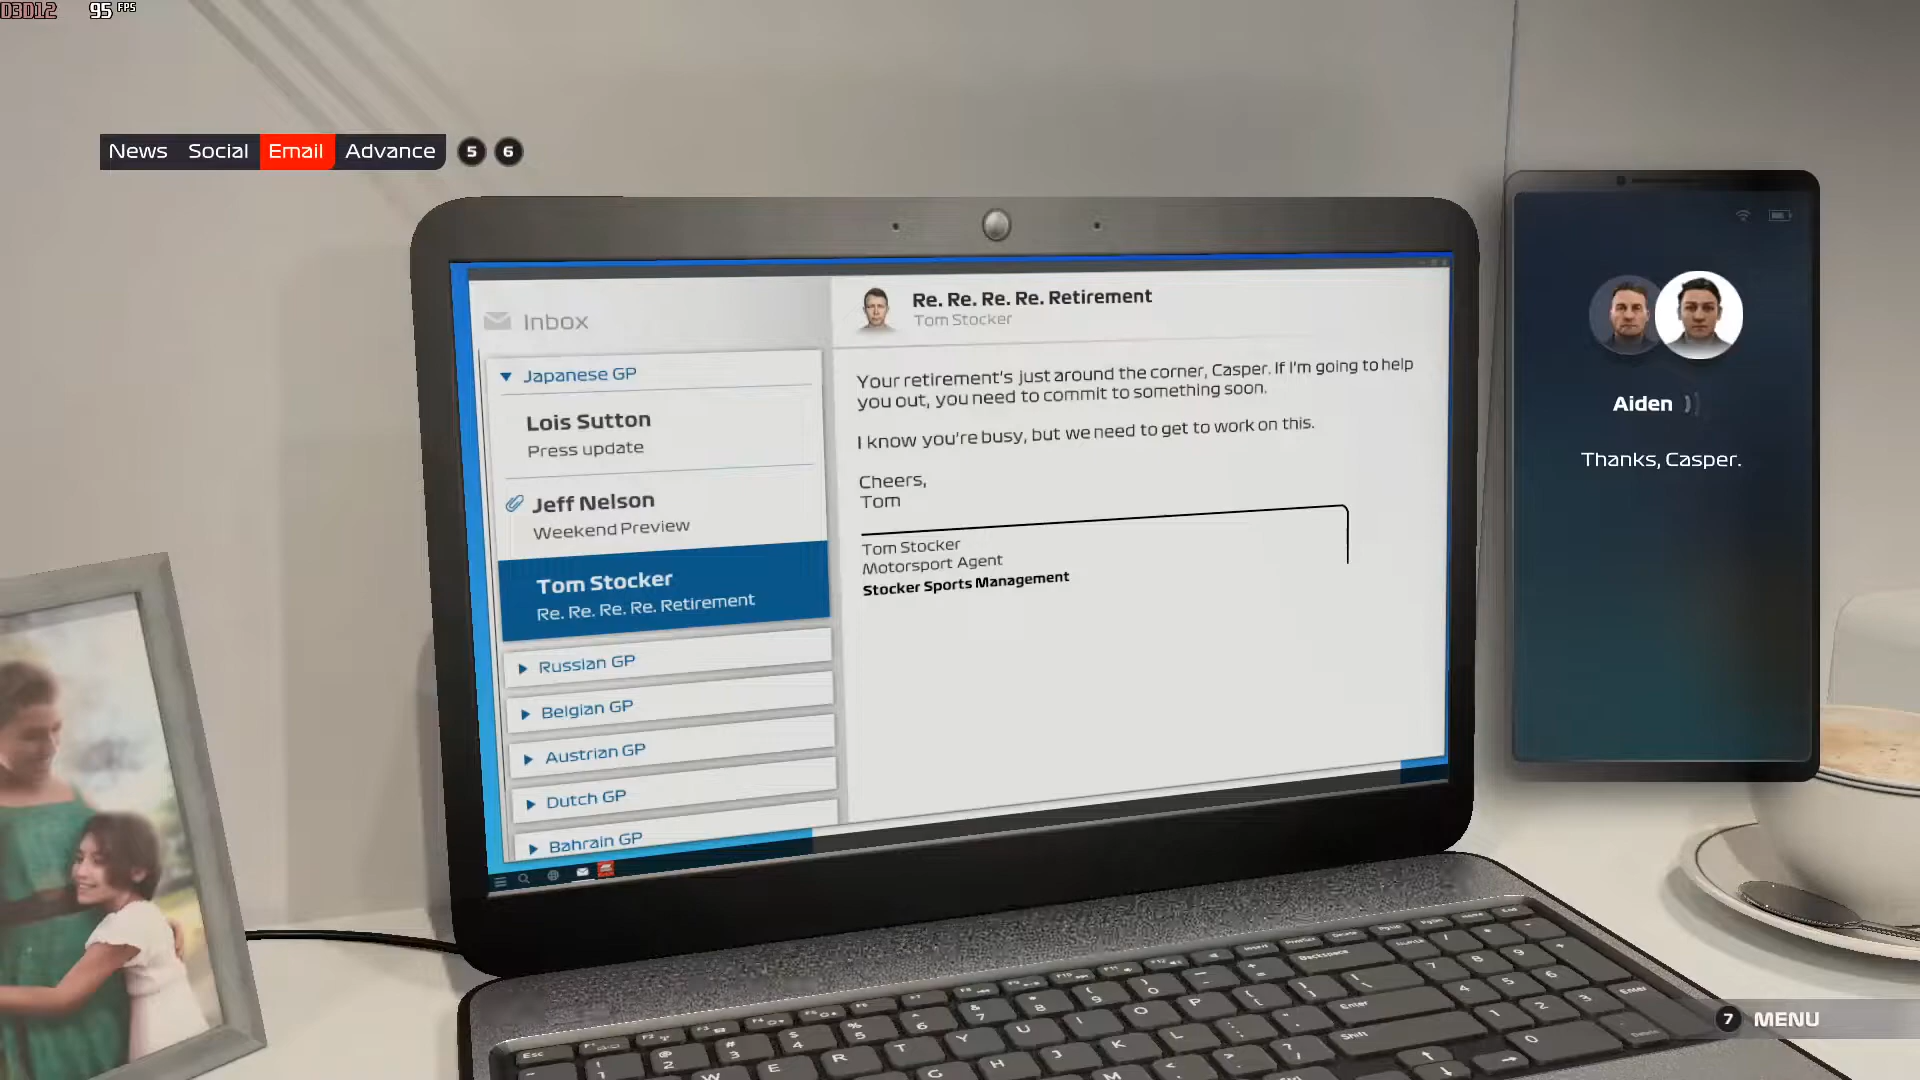 D3D12 95 FPS
News Social Email Advance 5 6
Inbox
Japanese GP
Lois Sutton
Press update
Jeff Nelson
Weekend Preview
Tom Stocker
Re. Re. Re. Re. Retirement
Russian GP
Belgian GP
Austrian GP
Dutch GP
Bahrain GP
Re. Re. Re. Re. Retirement
Tom Stocker
Your retirement's just around the corner, Casper. If I'm going to help
you out, you need to commit to something soon.
I know you're busy, but we need to get to work on this.
Cheers,
Tom
Tom Stocker
Motorsport Agent
Stocker Sports Management
Aiden
Thanks, Casper.
7 MENU